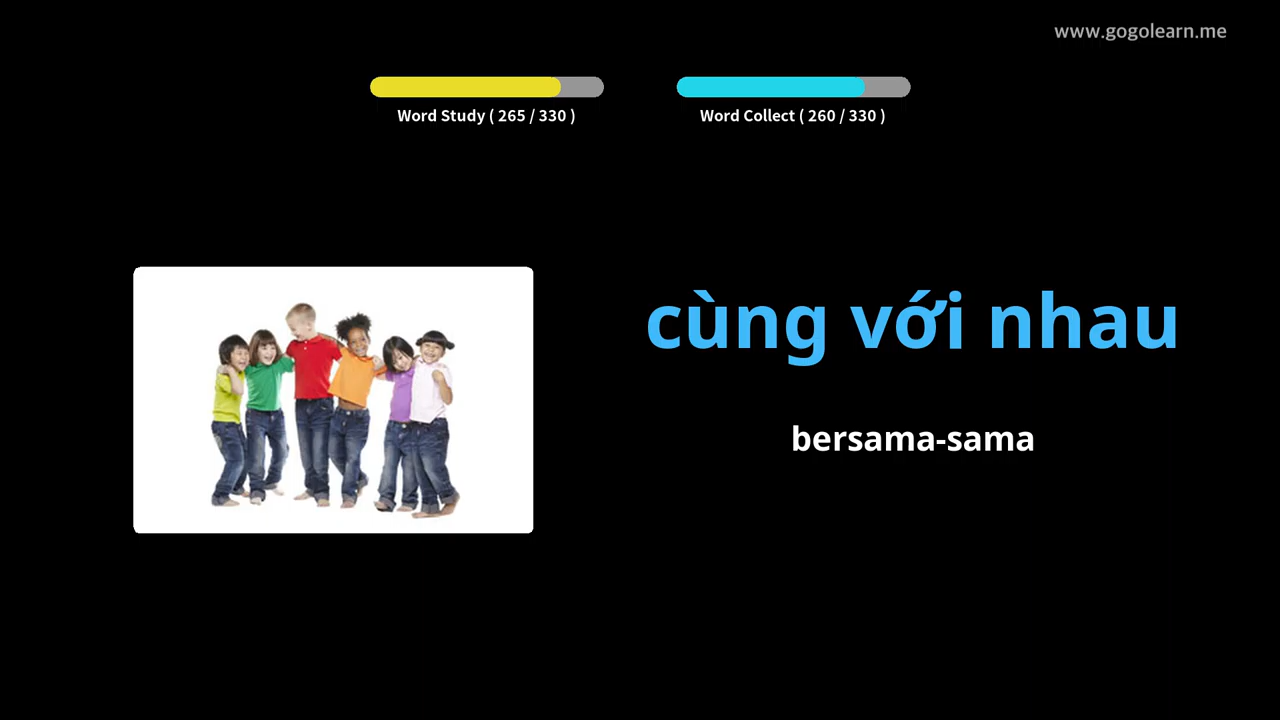 www.gogolearn.me
Word Study ( 265 / 330 )
Word Collect ( 260 / 330 )
cùng với nhau
bersama-sama